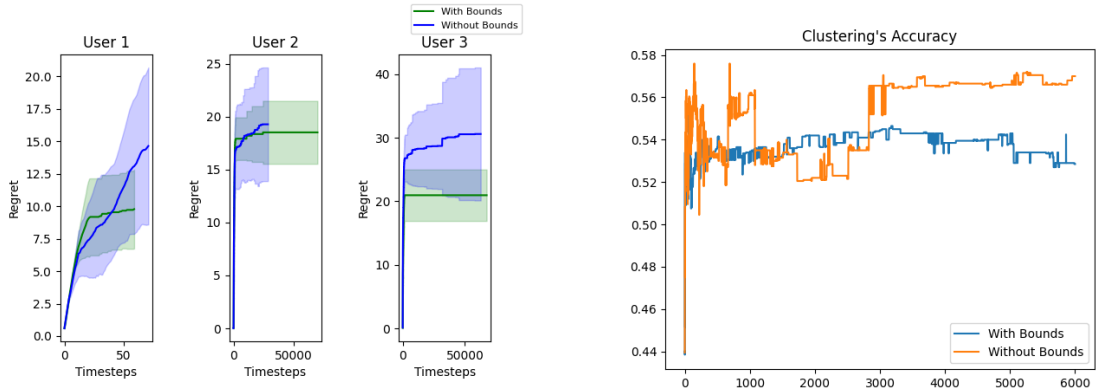 With Bounds
Without Bounds
User 1
User 2
User 3
Regret
20.0
17.5
15.0
12.5
10.0
7.5
5.0
2.5
0.0
0
50
Timesteps
Regret
25
20
15
10
5
0
0
50000
Timesteps
Regret
40
30
20
10
0
0
50000
Timesteps
Clustering's Accuracy
0.58
0.56
0.54
0.52
0.50
0.48
0.46
0.44
0
1000
2000
3000
4000
5000
6000
With Bounds
Without Bounds